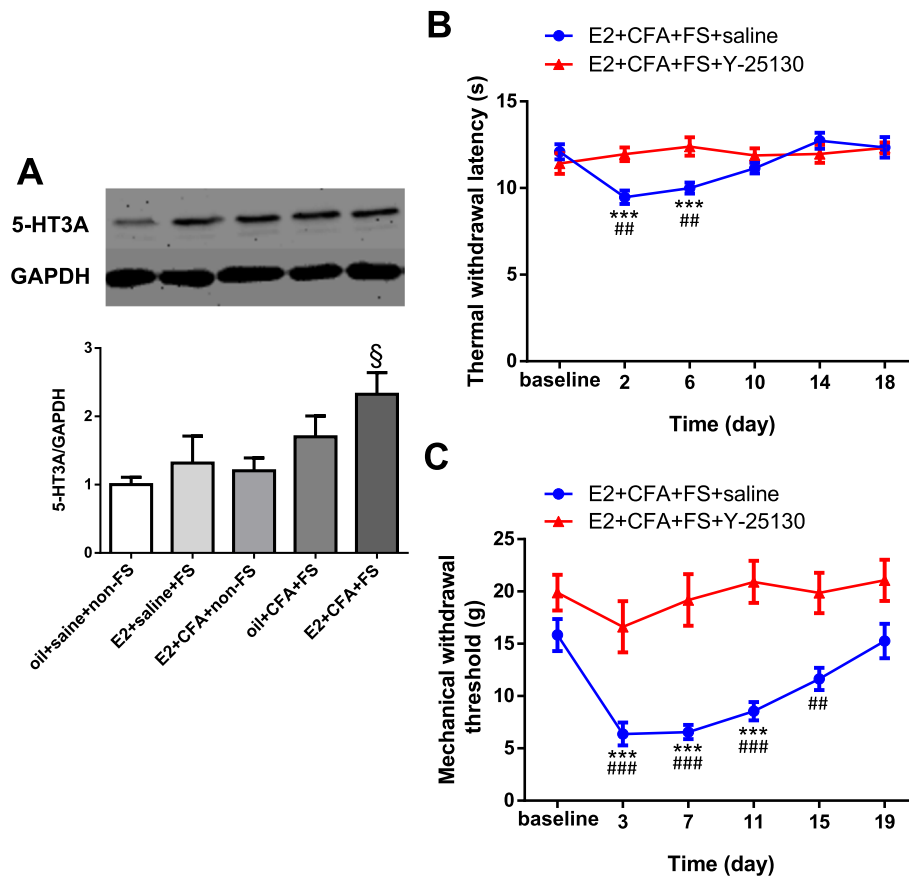 A
5-HT3A
GAPDH
3
2
1
0
5-HT3A/GAPDH
§
oil+saine+non-FS
E2+saline+FS
E2+CFA+non-FS
oil+CFA+FS
E2+CFA+FS
B
E2+CFA+FS+saline
E2+CFA+FS+Y-25130
15
10
5
0
Thermal withdrawal latency (s)
***
##
***
##
baseline 2 6 10 14 18
Time (day)
C
E2+CFA+FS+saline
E2+CFA+FS+Y-25130
25
20
15
10
5
0
Mechanical withdrawal
threshold (g)
***
###
***
###
***
###
##
baseline 3 7 11 15 19
Time (day)